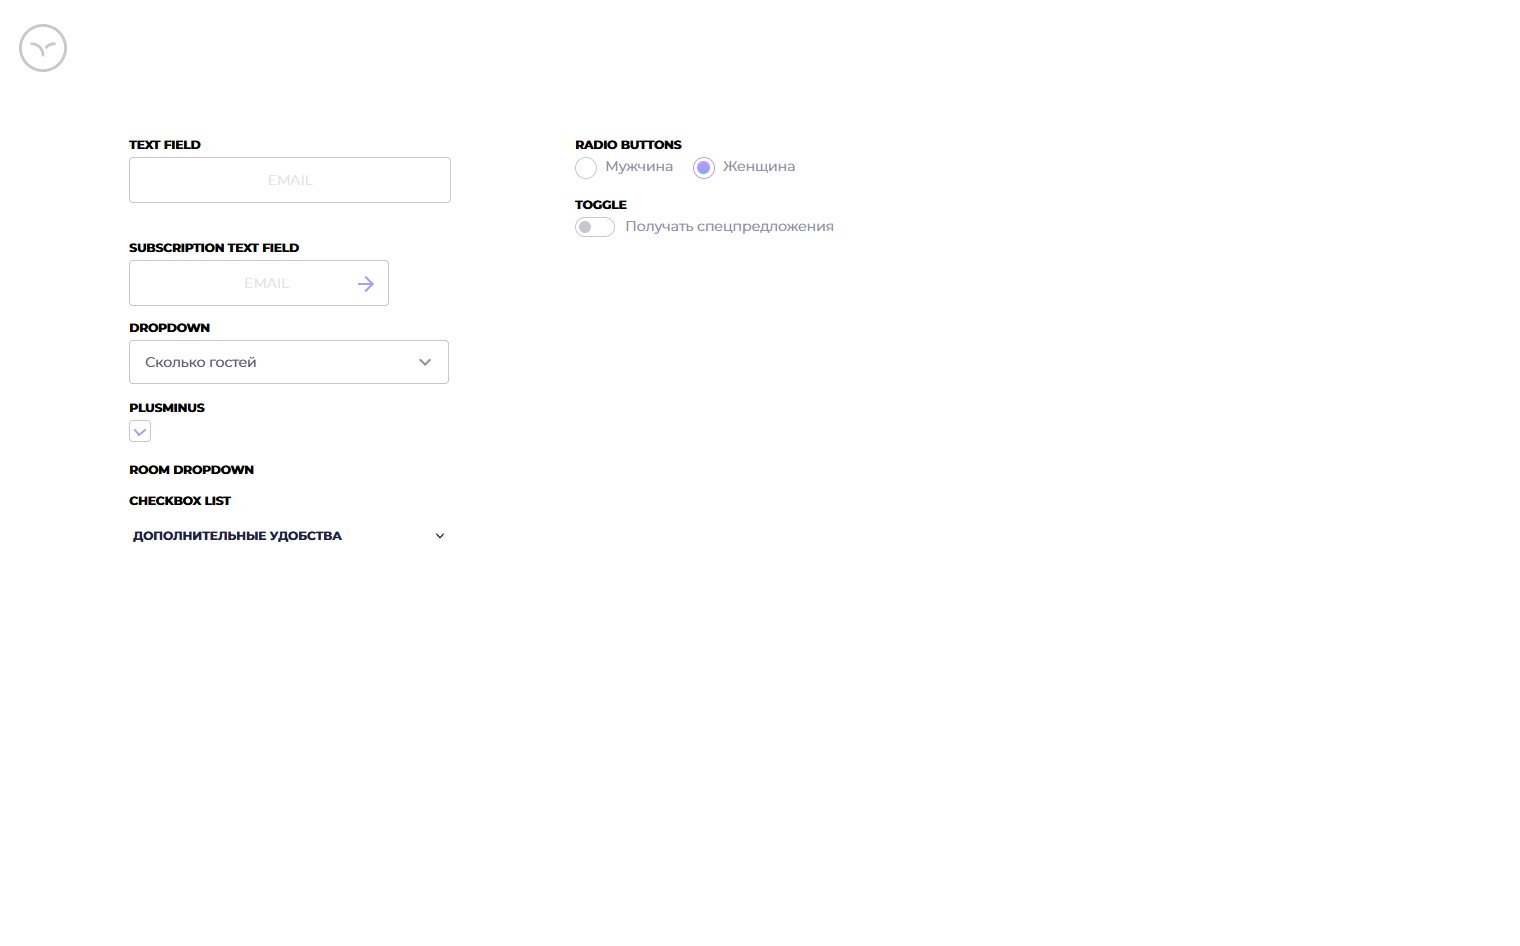 TEXT FIELD
EMAIL
SUBSCRIPTION TEXT FIELD
EMAIL
DROPDOWN
Сколько гостей
PLUSMINUS
ROOM DROPDOWN
CHECKBOX LIST
ДОПОЛНИТЕЛЬНЫЕ УДОБСТВА
RADIO BUTTONS
Мужчина Женщина
TOGGLE
Получать спецпредложения